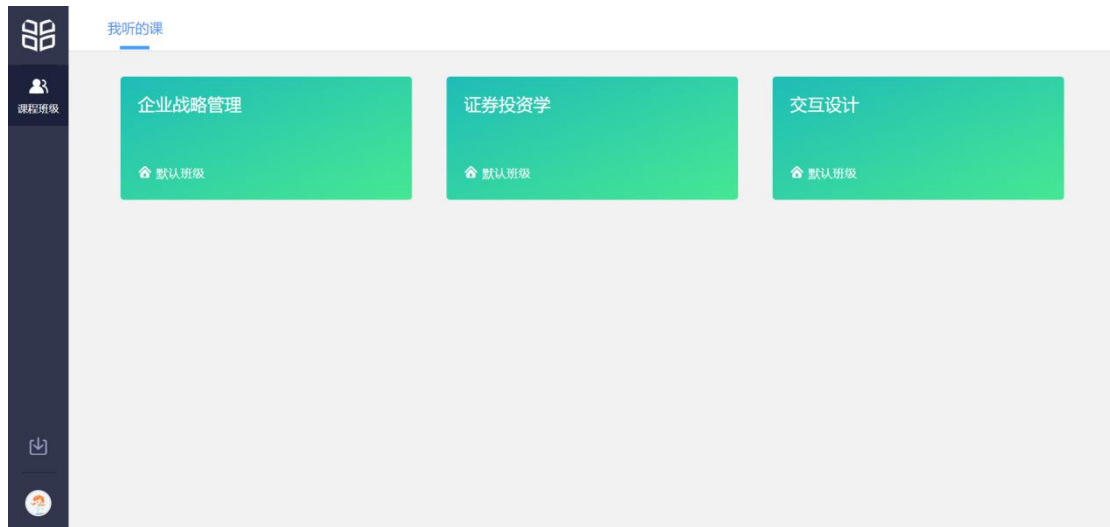 我听的课
课程班级
企业战略管理
默认班级
证券投资学
默认班级
交互设计
默认班级